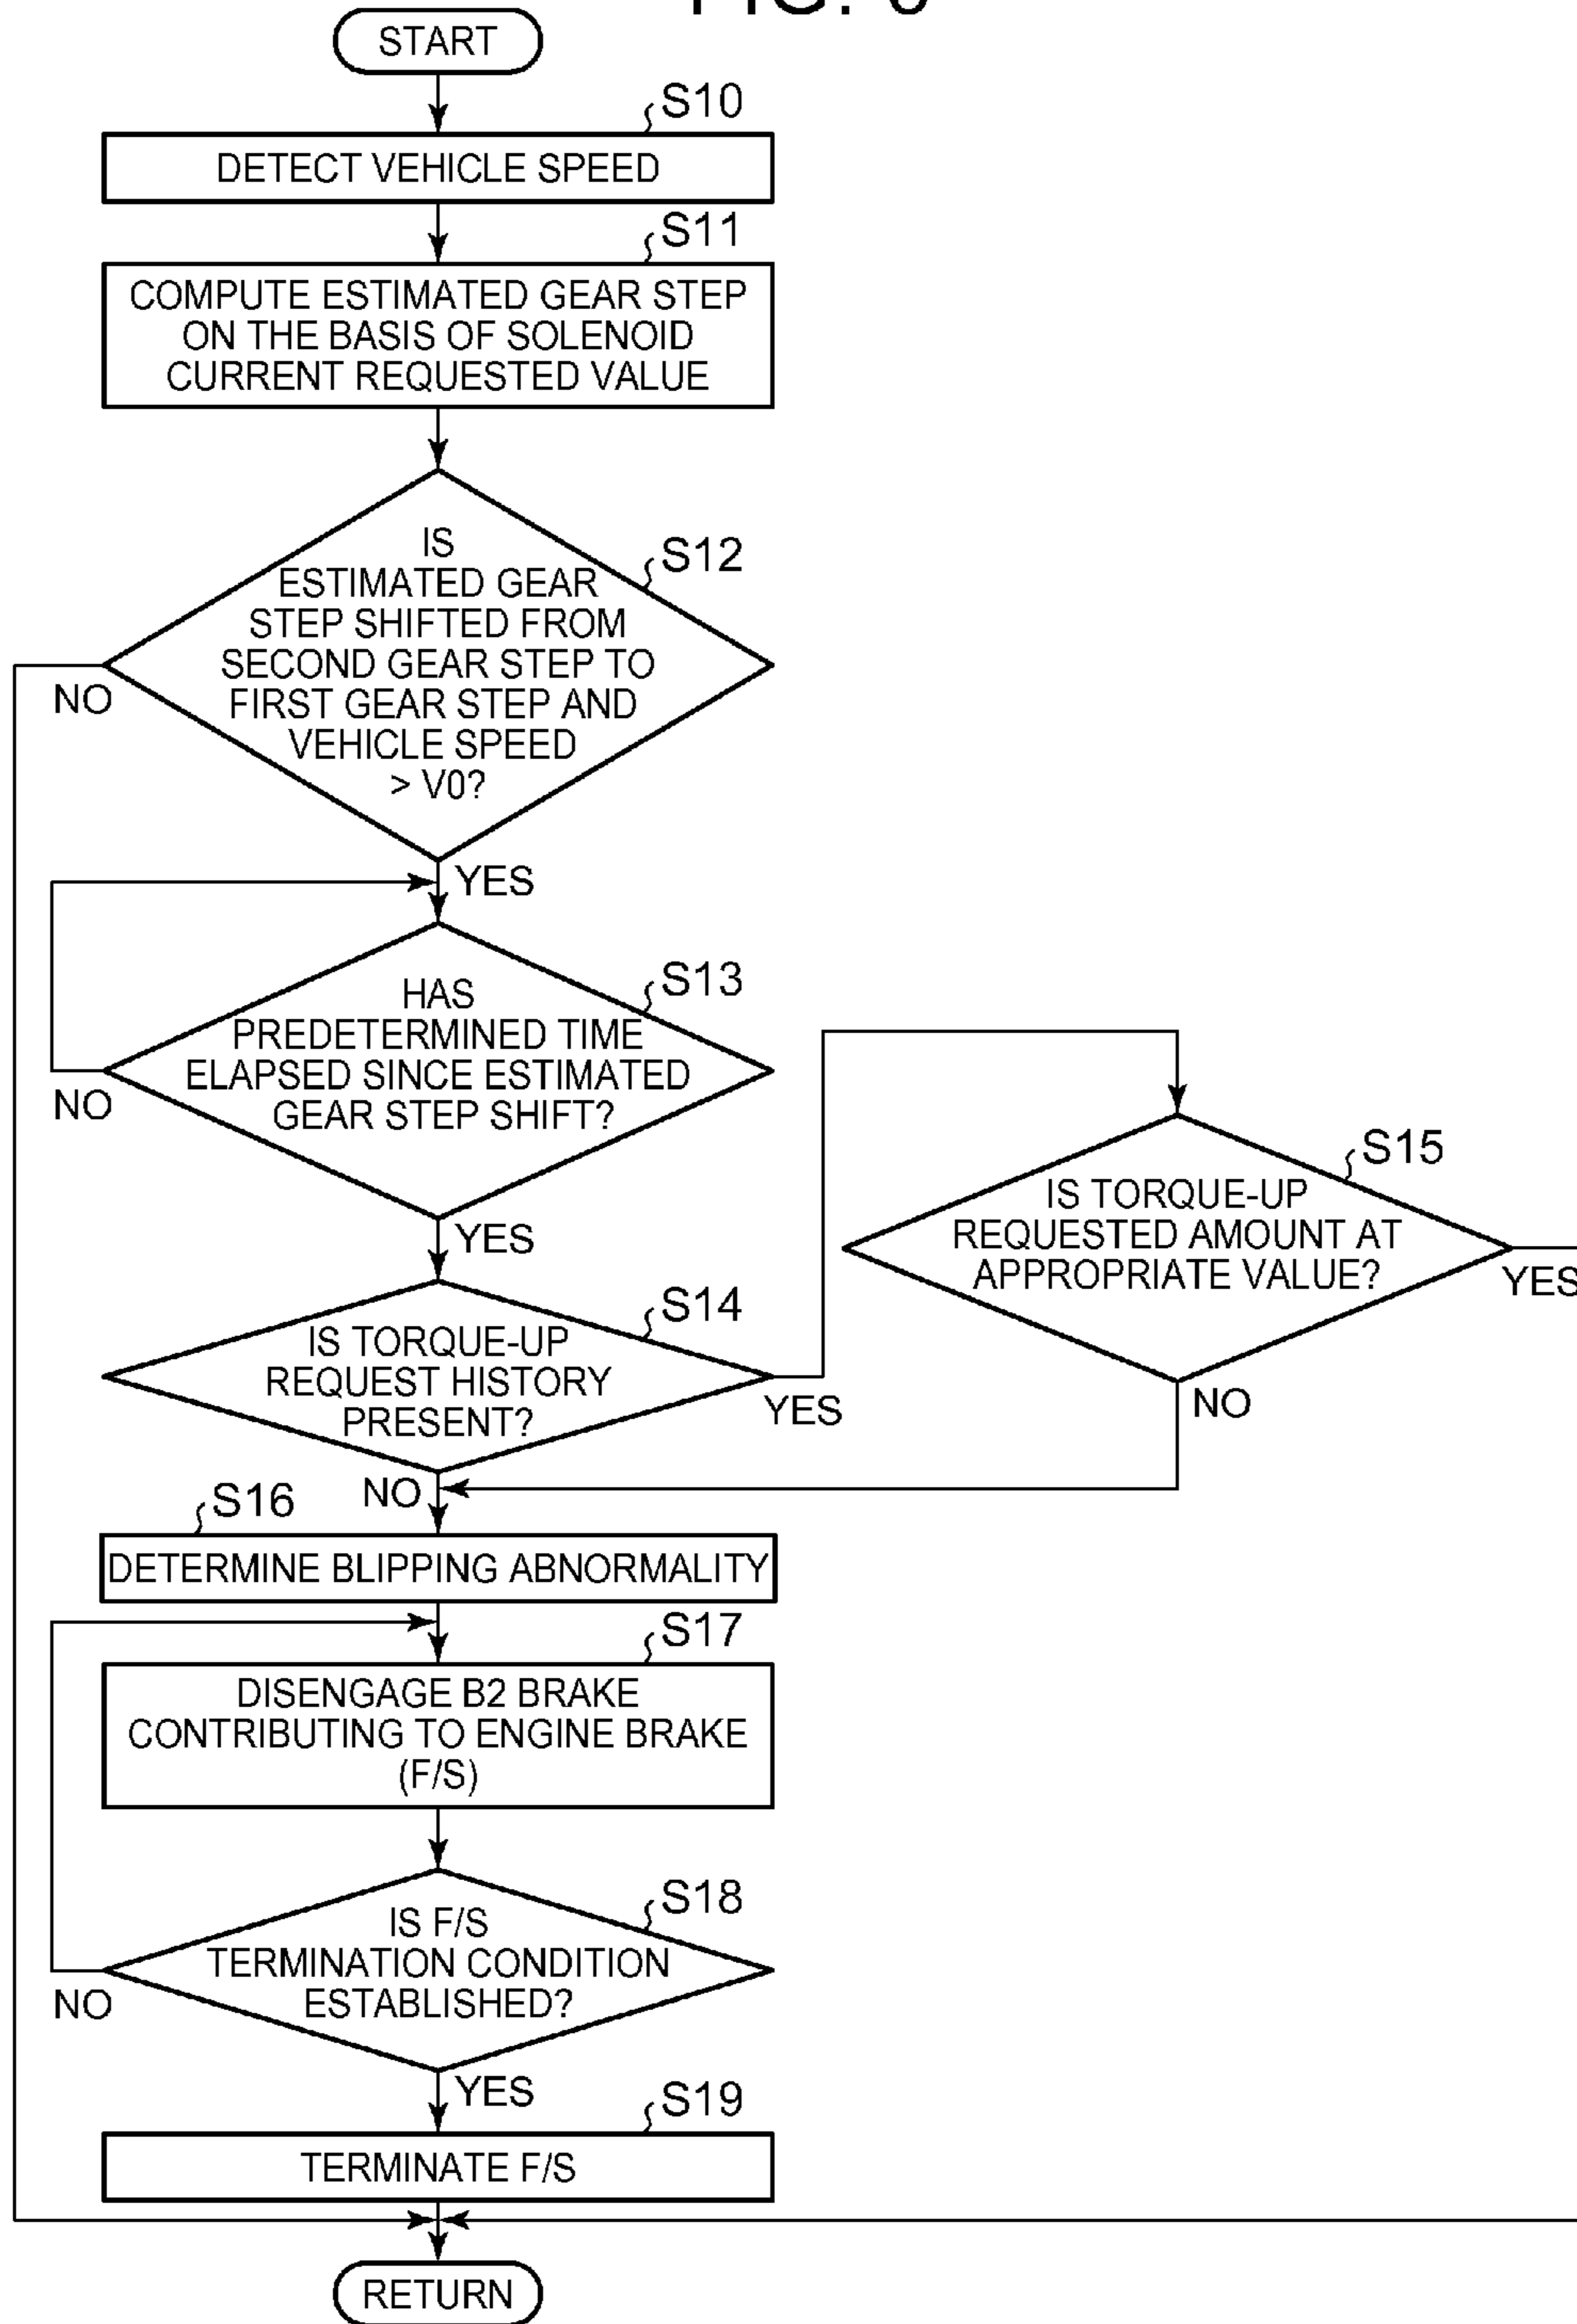 START
S10
DETECT VEHICLE SPEED
S11
COMPUTE ESTIMATED GEAR STEP
ON THE BASIS OF SOLENOID
CURRENT REQUESTED VALUE
S12
IS
ESTIMATED GEAR
STEP SHIFTED FROM
SECOND GEAR STEP TO
FIRST GEAR STEP AND
VEHICLE SPEED
> V0?
NO
YES
S13
HAS
PREDETERMINED TIME
ELAPSED SINCE ESTIMATED
GEAR STEP SHIFT?
NO
YES
S14
IS TORQUE-UP
REQUEST HISTORY
PRESENT?
YES
NO
S15
IS TORQUE-UP
REQUESTED AMOUNT AT
APPROPRIATE VALUE?
YES
NO
S16
DETERMINE BLIPPING ABNORMALITY
S17
DISENGAGE B2 BRAKE
CONTRIBUTING TO ENGINE BRAKE
(F/S)
S18
IS F/S
TERMINATION CONDITION
ESTABLISHED?
NO
YES
S19
TERMINATE F/S
RETURN